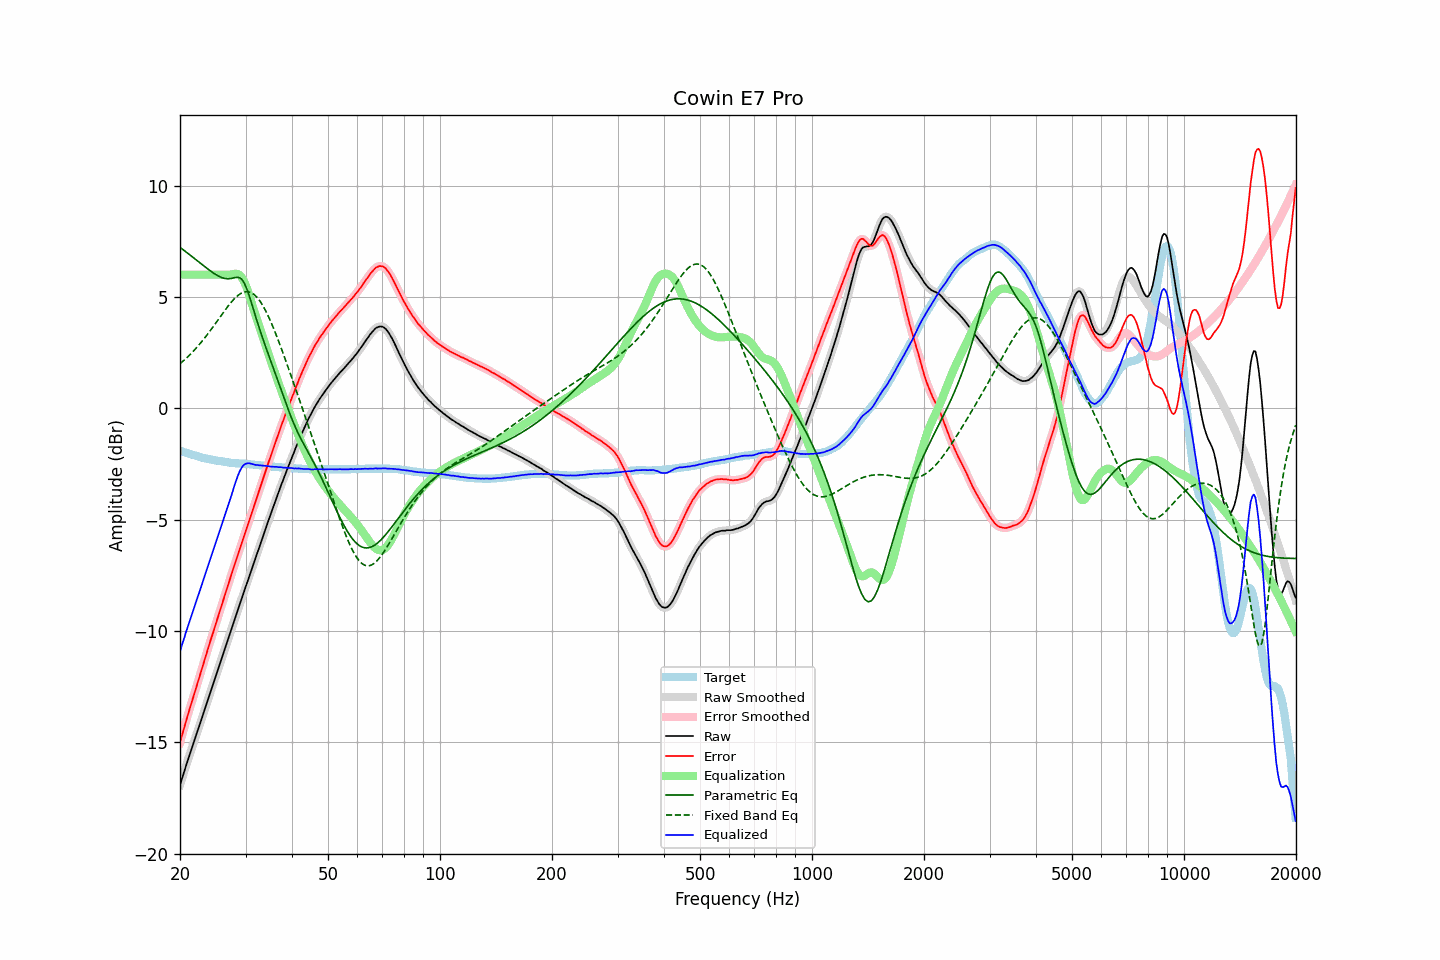 Cowin E7 Pro
Amplitude (dBr)
10
5
0
−5
−10
−15
−20
Target
Raw Smoothed
Error Smoothed
Raw
Error
Equalization
Parametric Eq
Fixed Band Eq
Equalized
20 50 100 200 500 1000 2000 5000 10000 20000
Frequency (Hz)